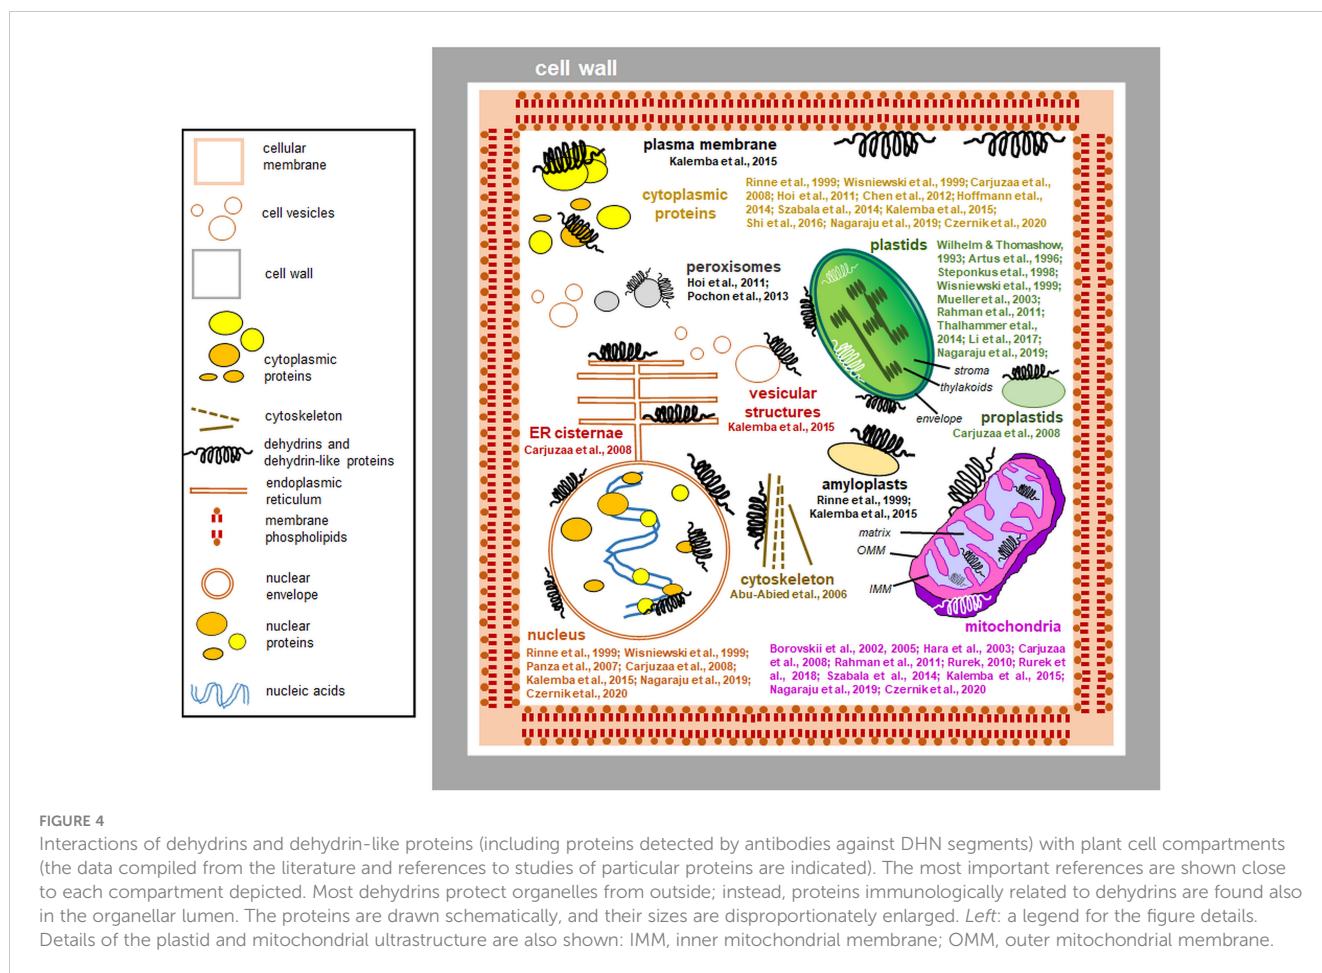 cell wall
cellular
membrane
cell vesicles
cell wall
cytoplasmic
proteins
cytoskeleton
dehydrins and
dehydrin-like proteins
endoplasmic
reticulum
membrane
phospholipids
nuclear
envelope
nuclear
proteins
nucleic acids
plasma membrane
Kalemba et al., 2015
cytoplasmic
proteins
Rinne et al., 1999; Wisniewski et al., 1999; Carjuzaa et al.,
2008; Hoi et al., 2011; Chen et al., 2012; Hoffmann et al.,
2014; Szabala et al., 2014; Kalemba et al., 2015;
Shi et al., 2016; Nagaraju et al., 2019; Czernik et al., 2020
peroxisomes
Hoi et al., 2011;
Pochon et al., 2013
plastids
Wilhelm & Thomashow,
1993; Artus et al., 1996;
Steponkus et al., 1998;
Wisniewski et al., 1999;
Mueller et al., 2003;
Rahman et al., 2011;
Thalhammer et al.,
2014; Li et al., 2017;
Nagaraju et al., 2019;
stroma
thylakoids
envelope
proplastids
Carjuzaa et al., 2008
vesicular
structures
Kalemba et al., 2015
ER cisternae
Carjuzaa et al., 2008
amyloplasts
Rinne et al., 1999;
Kalemba et al., 2015
matrix
OMM
IMM
cytoskeleton
Abu-Abied et al., 2006
nucleus
Rinne et al., 1999; Wisniewski et al., 1999;
Panza et al., 2007; Carjuzaa et al., 2008;
Kalemba et al., 2015; Nagaraju et al., 2019;
Czernik et al., 2020
mitochondria
Borovskii et al., 2002, 2005; Hara et al., 2003; Carjuzaa
et al., 2008; Rahman et al., 2011; Rurek, 2010; Rurek et
al., 2018; Szabala et al., 2014; Kalemba et al., 2015;
Nagaraju et al., 2019; Czernik et al., 2020
FIGURE 4
Interactions of dehydrins and dehydrin-like proteins (including proteins detected by antibodies against DHN segments) with plant cell compartments
(the data compiled from the literature and references to studies of particular proteins are indicated). The most important references are shown close
to each compartment depicted. Most dehydrins protect organelles from outside; instead, proteins immunologically related to dehydrins are found also
in the organellar lumen. The proteins are drawn schematically, and their sizes are disproportionately enlarged. Left: a legend for the figure details.
Details of the plastid and mitochondrial ultrastructure are also shown: IMM, inner mitochondrial membrane; OMM, outer mitochondrial membrane.